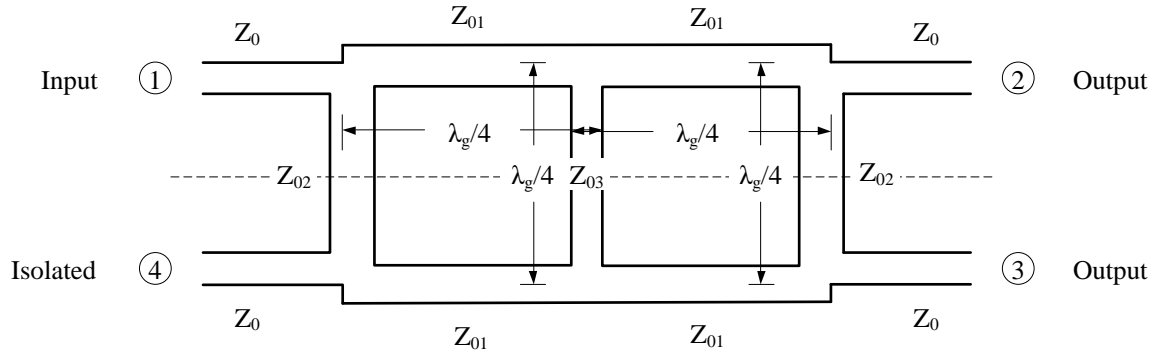 Z01 Z01
Z0 Z0
Input 1 2 Output
λg/4 λg/4
Z02 λg/4 Z03 λg/4 Z02
Isolated 4 3 Output
Z0 Z0
Z01 Z01